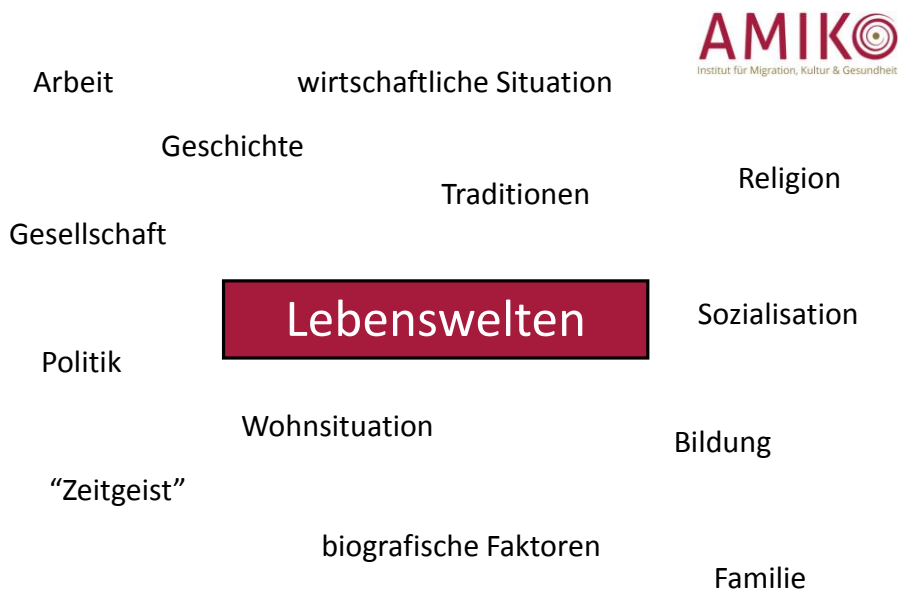 AMIKO
Institut für Migration, Kultur & Gesundheit
Arbeit
wirtschaftliche Situation
Geschichte
Traditionen
Religion
Gesellschaft
Lebenswelten
Sozialisation
Politik
Wohnsituation
Bildung
“Zeitgeist”
biografische Faktoren
Familie